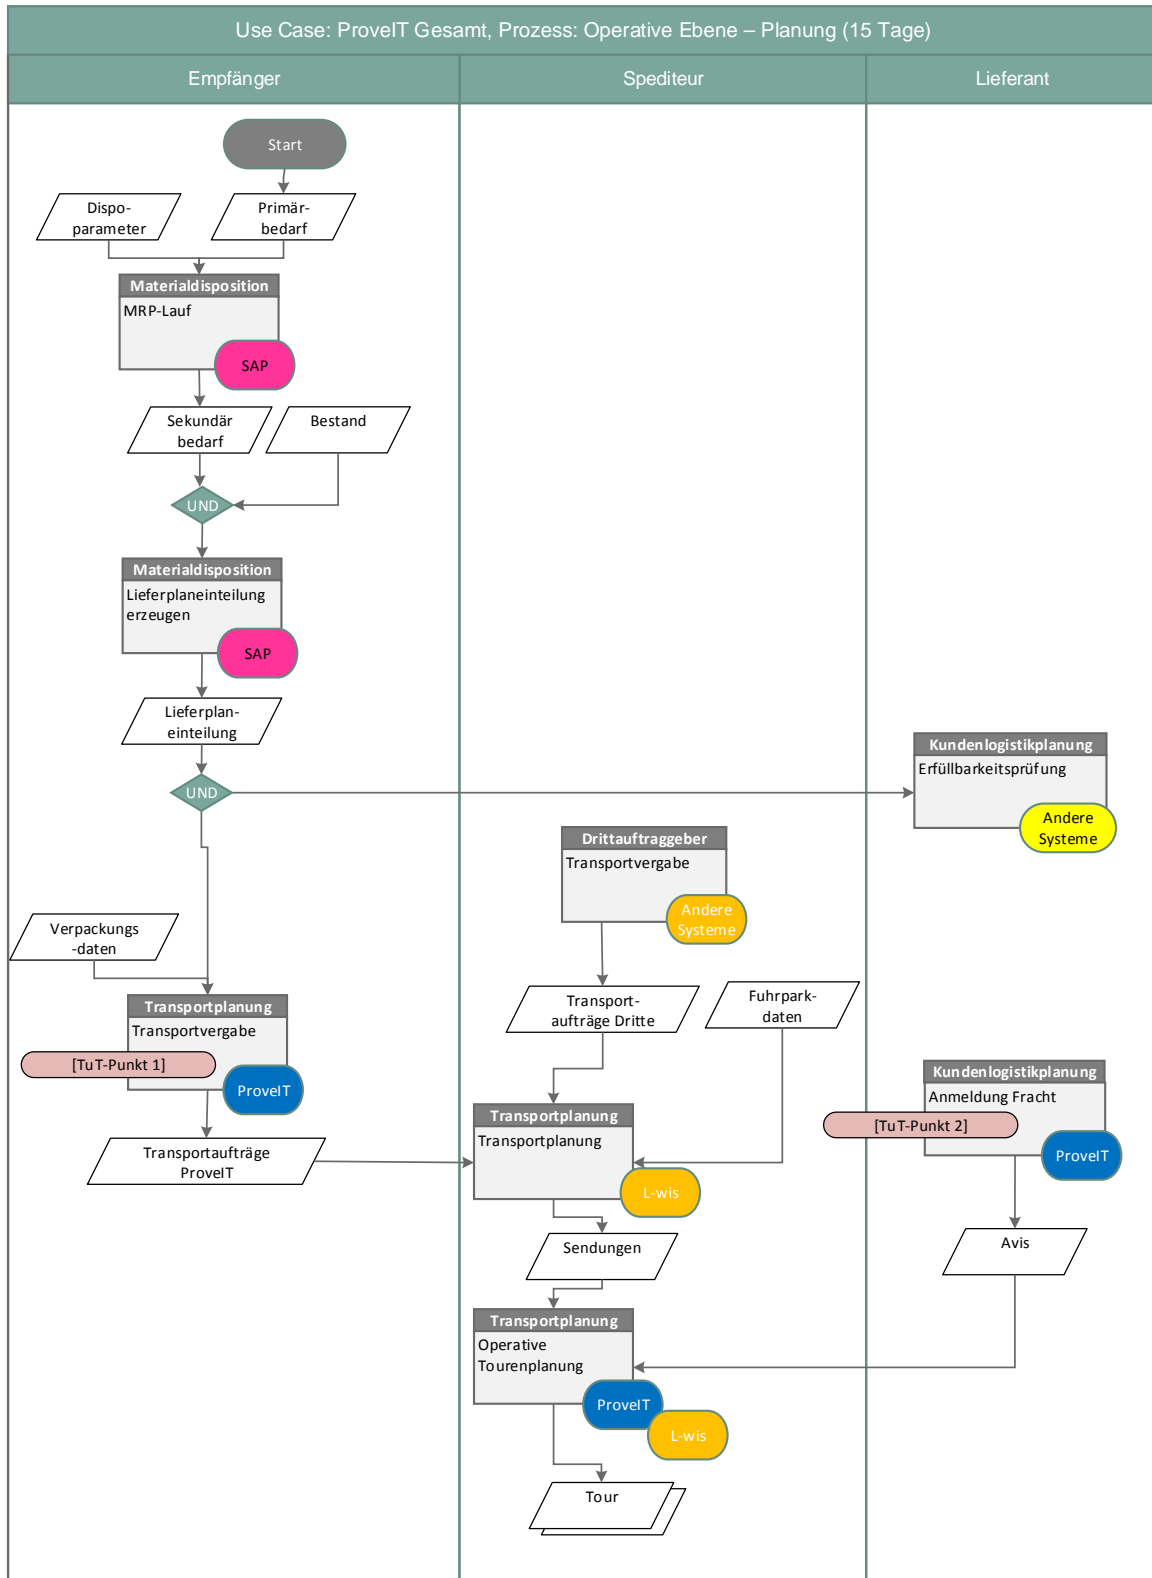 Use Case: ProveIT Gesamt, Prozess: Operative Ebene – Planung (15 Tage)
Empfänger
Spediteur
Lieferant
Start
Dispo-
parameter
Primär-
bedarf
Materialdisposition
MRP-Lauf
SAP
Sekundär
bedarf
Bestand
UND
Materialdisposition
Lieferplaneinteilung
erzeugen
SAP
Lieferplan-
einteilung
UND
Kundenlogistikplanung
Erfüllbarkeitsprüfung
Andere
Systeme
Drittauftraggeber
Transportvergabe
Andere
Systeme
Verpackungs
-daten
Transportplanung
Transportvergabe
[TuT-Punkt 1]
ProveIT
Transport-
aufträge Dritte
Fuhrpark-
daten
Kundenlogistikplanung
Anmeldung Fracht
[TuT-Punkt 2]
ProveIT
Transportaufträge
ProveIT
Transportplanung
Transportplanung
L-wis
Sendungen
Avis
Transportplanung
Operative
Tourenplanung
ProveIT
L-wis
Tour